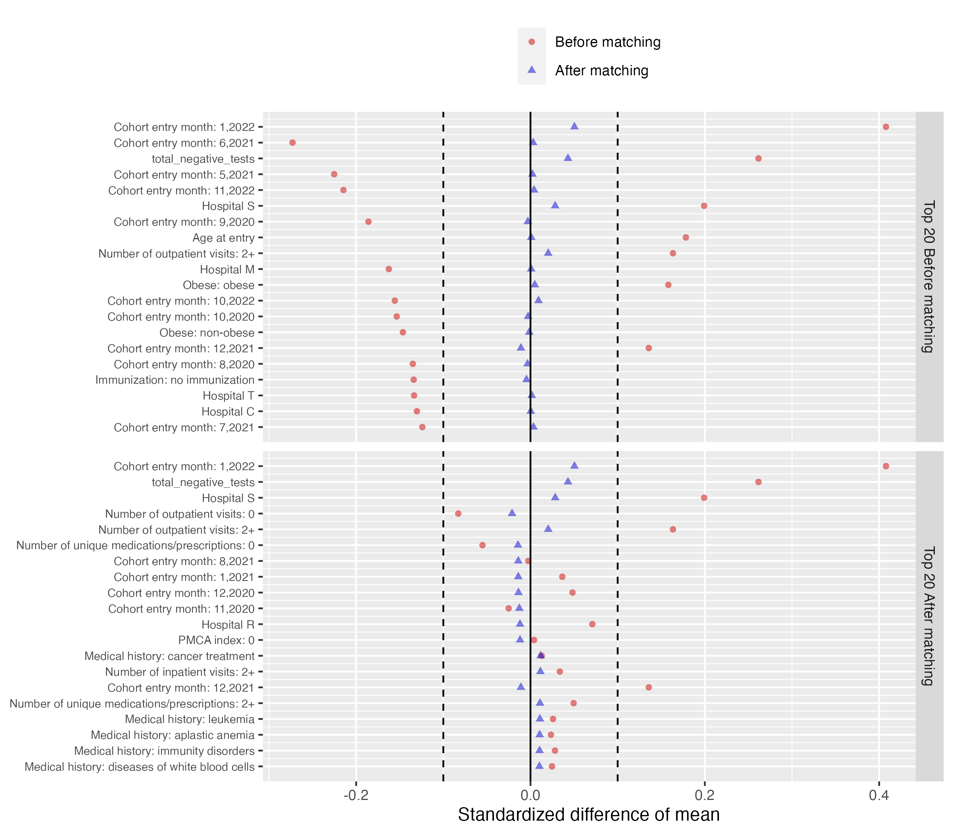 Before matching
After matching
Cohort entry month: 1,2022
Cohort entry month: 6,2021
total_negative_tests
Cohort entry month: 5,2021
Cohort entry month: 11,2022
Hospital S
Cohort entry month: 9,2020
Age at entry
Number of outpatient visits: 2+
Hospital M
Obese: obese
Cohort entry month: 10,2022
Cohort entry month: 10,2020
Obese: non-obese
Cohort entry month: 12,2021
Cohort entry month: 8,2020
Immunization: no immunization
Hospital T
Hospital C
Cohort entry month: 7,2021
Top 20 Before matching
Cohort entry month: 1,2022
total_negative_tests
Hospital S
Number of outpatient visits: 0
Number of outpatient visits: 2+
Number of unique medications/prescriptions: 0
Cohort entry month: 8,2021
Cohort entry month: 1,2021
Cohort entry month: 12,2020
Cohort entry month: 11,2020
Hospital R
PMCA index: 0
Medical history: cancer treatment
Number of inpatient visits: 2+
Cohort entry month: 12,2021
Number of unique medications/prescriptions: 2+
Medical history: leukemia
Medical history: aplastic anemia
Medical history: immunity disorders
Medical history: diseases of white blood cells
Top 20 After matching
-0.2 0.0 0.2 0.4
Standardized difference of mean